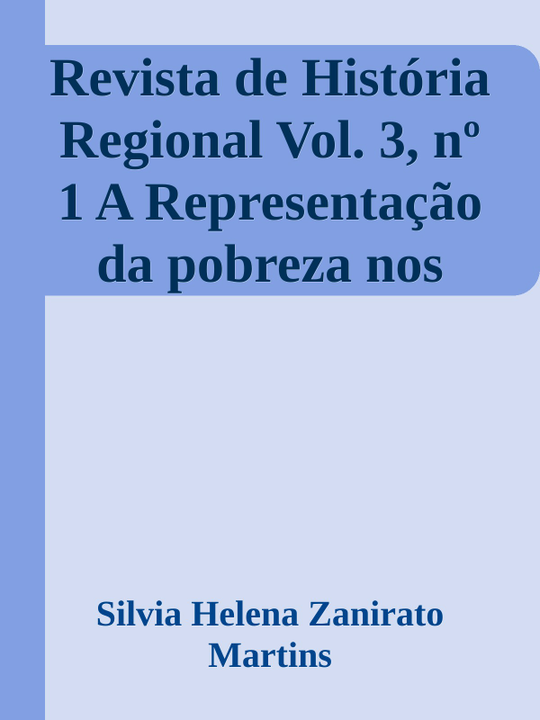 Revista de História
Regional Vol. 3, nº
1 A Representação
da pobreza nos
Silvia Helena Zanirato
Martins